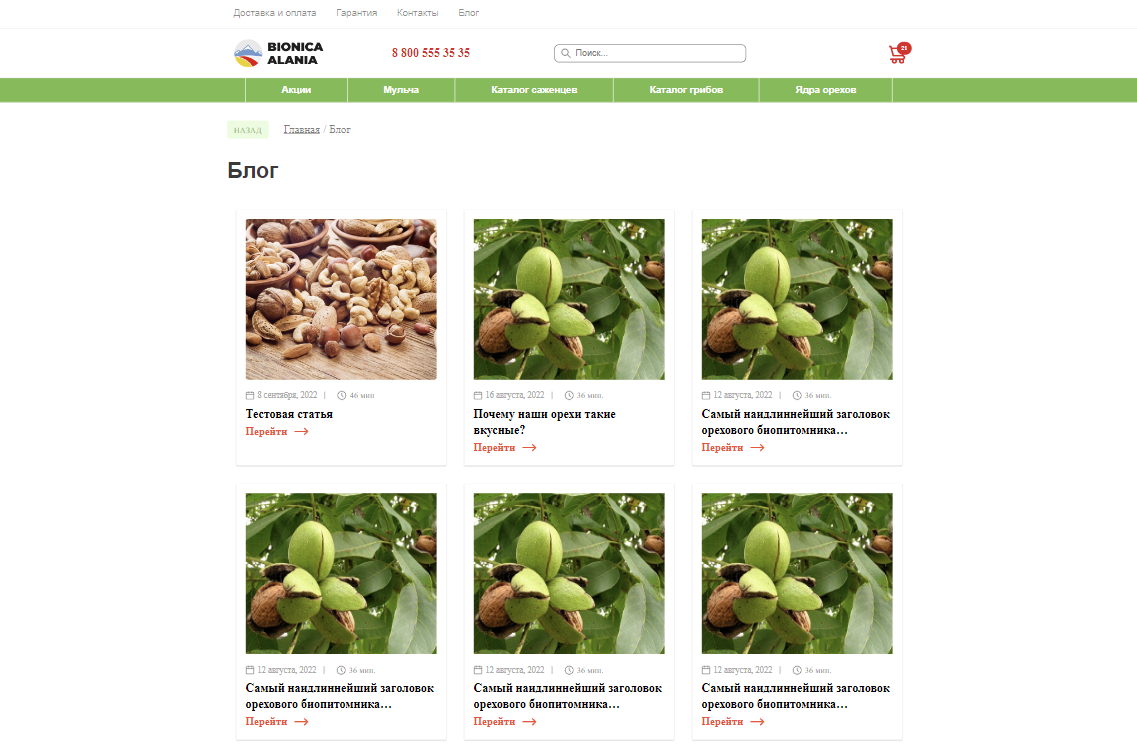 Доставка и оплата Гарантия Контакты Блог
BIONICA
ALANIA
8 800 555 35 35
Поиск...
21
Акции Мульча Каталог саженцев Каталог грибов Ядра орехов
НАЗАД Главная / Блог
Блог
8 сентября, 2022 | 46 мин
Тестовая статья
Перейти
16 августа, 2022 | 36 мин.
Почему наши орехи такие
вкусные?
Перейти
12 августа, 2022 | 36 мин.
Самый наидлиннейший заголовок
орехового биопитомника…
Перейти
12 августа, 2022 | 36 мин.
Самый наидлиннейший заголовок
орехового биопитомника…
Перейти
12 августа, 2022 | 36 мин.
Самый наидлиннейший заголовок
орехового биопитомника…
Перейти
12 августа, 2022 | 36 мин.
Самый наидлиннейший заголовок
орехового биопитомника…
Перейти